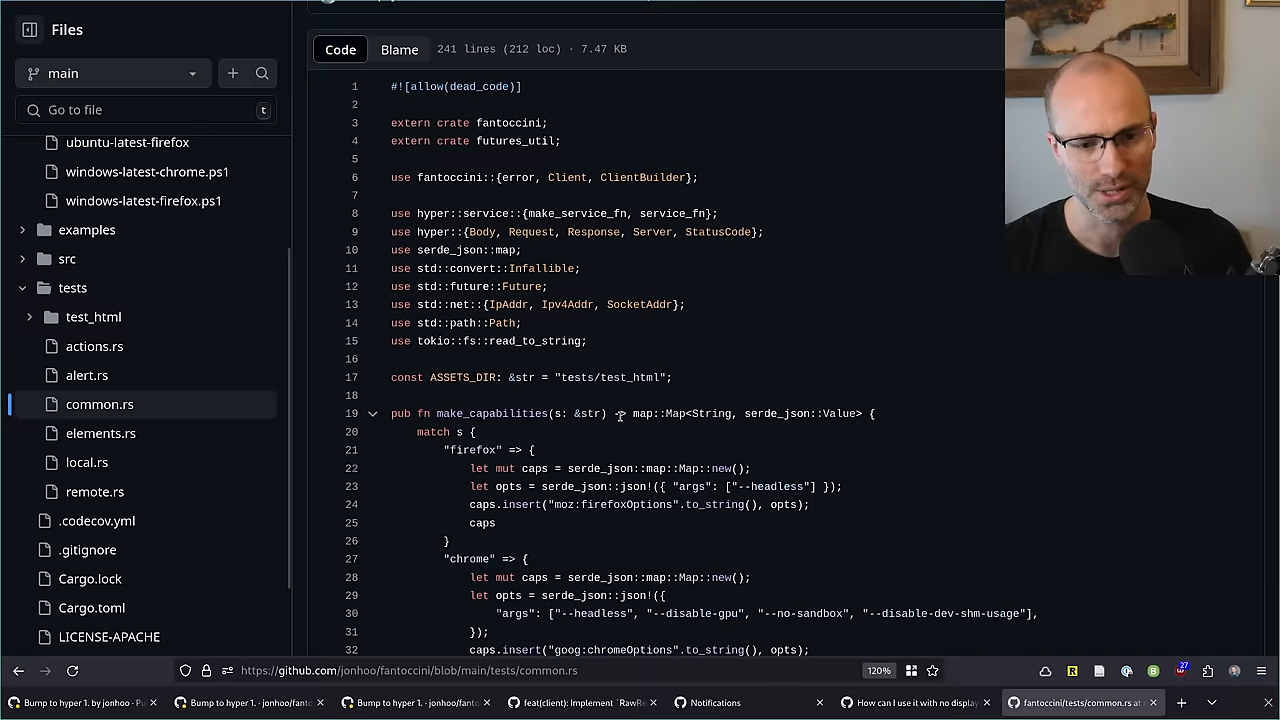 Files
main
Go to file
t
ubuntu-latest-firefox
windows-latest-chrome.ps1
windows-latest-firefox.ps1
examples
src
tests
test_html
actions.rs
alert.rs
common.rs
elements.rs
local.rs
remote.rs
.codecov.yml
.gitignore
Cargo.lock
Cargo.toml
LICENSE-APACHE
Code
Blame
241 lines (212 loc) · 7.47 KB
1 #![allow(dead_code)]
2
3 extern crate fantoccini;
4 extern crate futures_util;
5
6 use fantoccini::{error, Client, ClientBuilder};
7
8 use hyper::service::{make_service_fn, service_fn};
9 use hyper::{Body, Request, Response, Server, StatusCode};
10 use serde_json::map;
11 use std::convert::Infallible;
12 use std::future::Future;
13 use std::net::{IpAddr, Ipv4Addr, SocketAddr};
14 use std::path::Path;
15 use tokio::fs::read_to_string;
16
17 const ASSETS_DIR: &str = "tests/test_html";
18
19 pub fn make_capabilities(s: &str) -> map::Map<String, serde_json::Value> {
20 match s {
21 "firefox" => {
22 let mut caps = serde_json::map::Map::new();
23 let opts = serde_json::json!({ "args": ["--headless"] });
24 caps.insert("moz:firefoxOptions".to_string(), opts);
25 caps
26 }
27 "chrome" => {
28 let mut caps = serde_json::map::Map::new();
29 let opts = serde_json::json!({
30 "args": ["--headless", "--disable-gpu", "--no-sandbox", "--disable-dev-shm-usage"],
31 });
32 caps.insert("goog:chromeOptions".to_string(), opts);
https://github.com/jonhoo/fantoccini/blob/main/tests/common.rs
120%
27
Bump to hyper 1. by jonhoo · Pu
Bump to hyper 1. · jonhoo/fanto
Bump to hyper 1. · jonhoo/fanto
feat(client): Implement `RawRe
Notifications
How can I use it with no display
fantoccini/tests/common.rs at